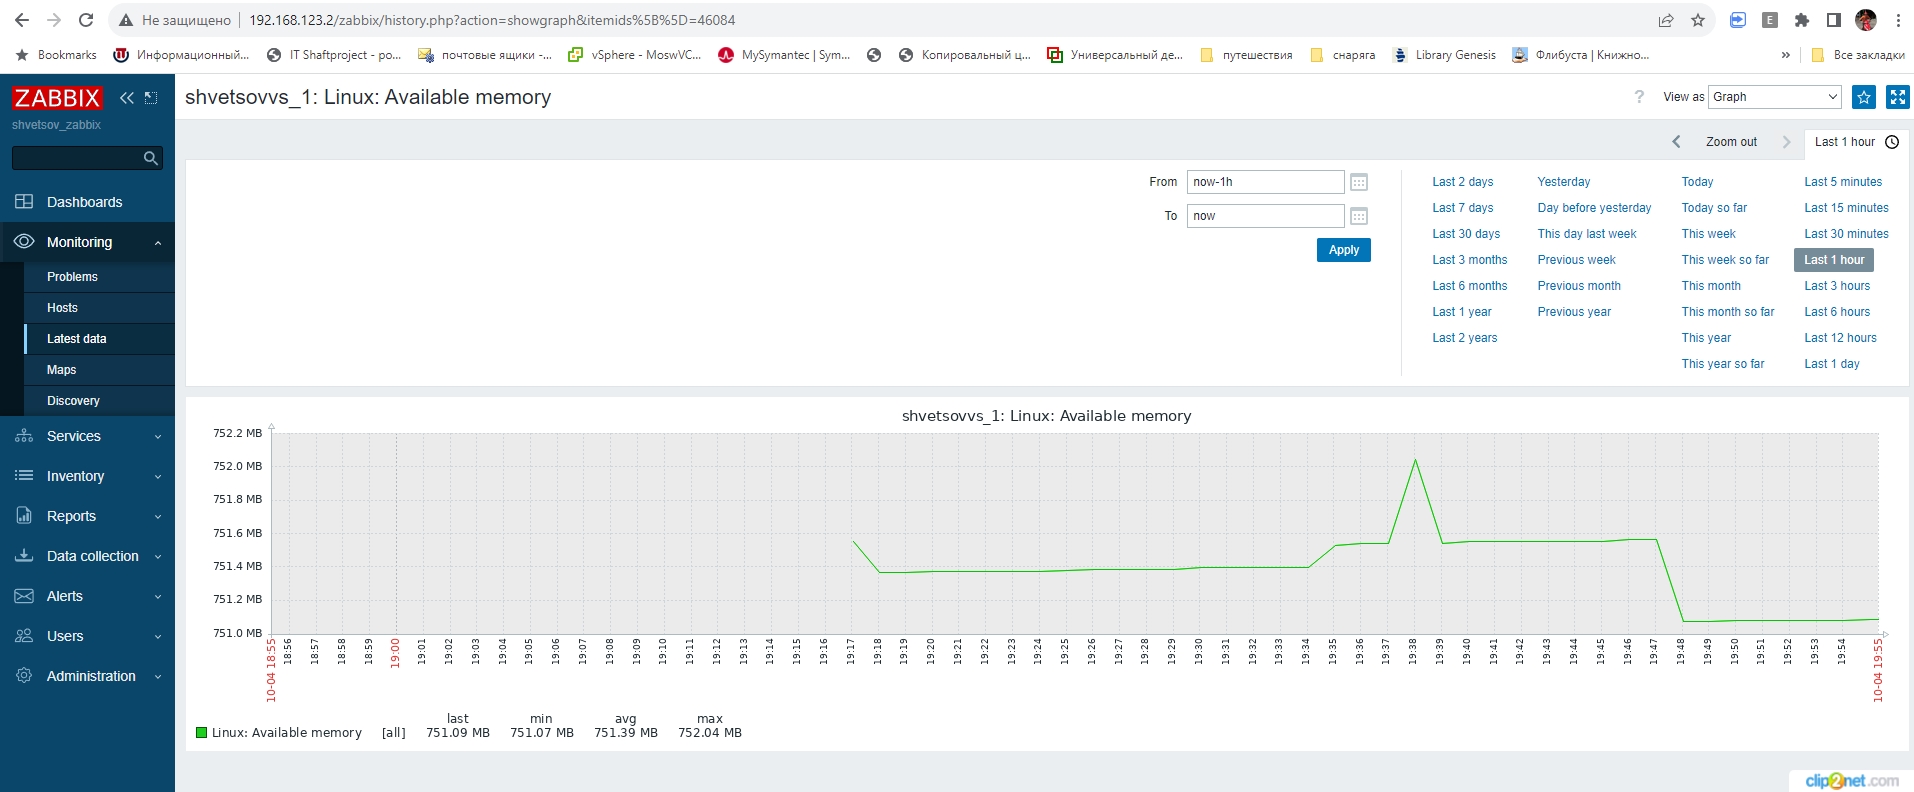 Не защищено 192.168.123.2/zabbix/history.php?action=showgraph&itemids%5B%5D=46084
E
Bookmarks Информационный... IT Shaftproject - po... почтовые ящики -... vSphere - MoswVC... MySymantec | Sym... Копировальный ц... Универсальный де... путешествия снаряга Library Genesis Флибуста | Книжно... » Все закладки
ZABBIX
shvetsov_zabbix
Dashboards
Monitoring
Problems
Hosts
Latest data
Maps
Discovery
Services
Inventory
Reports
Data collection
Alerts
Users
Administration
shvetsovvs_1: Linux: Available memory
? View as Graph
Zoom out Last 1 hour
From now-1h
To now
Apply
Last 2 days Yesterday Today Last 5 minutes
Last 7 days Day before yesterday Today so far Last 15 minutes
Last 30 days This day last week This week Last 30 minutes
Last 3 months Previous week This week so far Last 1 hour
Last 6 months Previous month This month Last 3 hours
Last 1 year Previous year This month so far Last 6 hours
Last 2 years This year Last 12 hours
This year so far Last 1 day
shvetsovvs_1: Linux: Available memory
752.2 MB
752.0 MB
751.8 MB
751.6 MB
751.4 MB
751.2 MB
751.0 MB
10-04 18:55 18:56 18:57 18:58 18:59 19:00 19:01 19:02 19:03 19:04 19:05 19:06 19:07 19:08 19:09 19:10 19:11 19:12 19:13 19:14 19:15 19:16 19:17 19:18 19:19 19:20 19:21 19:22 19:23 19:24 19:25 19:26 19:27 19:28 19:29 19:30 19:31 19:32 19:33 19:34 19:35 19:36 19:37 19:38 19:39 19:40 19:41 19:42 19:43 19:44 19:45 19:46 19:47 19:48 19:49 19:50 19:51 19:52 19:53 19:54 10-04 19:55
last min avg max
Linux: Available memory [all] 751.09 MB 751.07 MB 751.39 MB 752.04 MB
clip2net.com